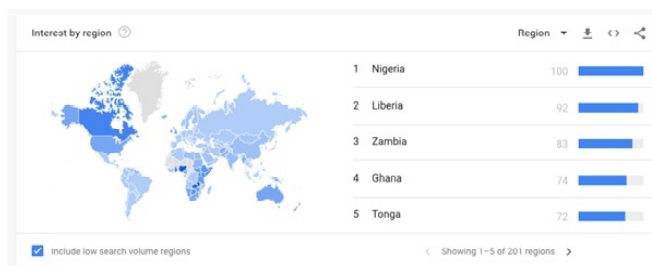 Interest by region
Region
1 Nigeria 100
2 Liberia 92
3 Zambia 83
4 Ghana 74
5 Tonga 72
Include low search volume regions
Showing 1–5 of 201 regions